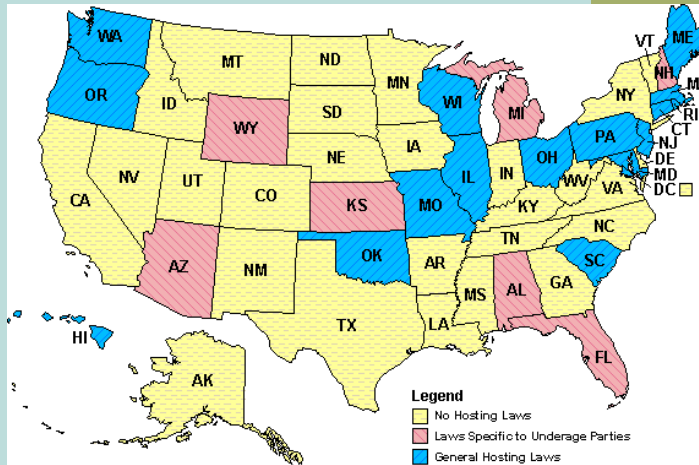 WA
MT
ND
MN
VT
ME
NH
M
OR
ID
SD
WI
MI
NY
RI
CT
WY
IA
PA
NJ
NE
IL
IN
OH
DE
MD
NV
UT
CO
WV
VA
DC
CA
KS
MO
KY
NC
TN
AZ
NM
OK
AR
SC
MS
AL
GA
TX
LA
HI
FL
AK
Legend
No Hosting Laws
Laws Specific to Underage Parties
General Hosting Laws